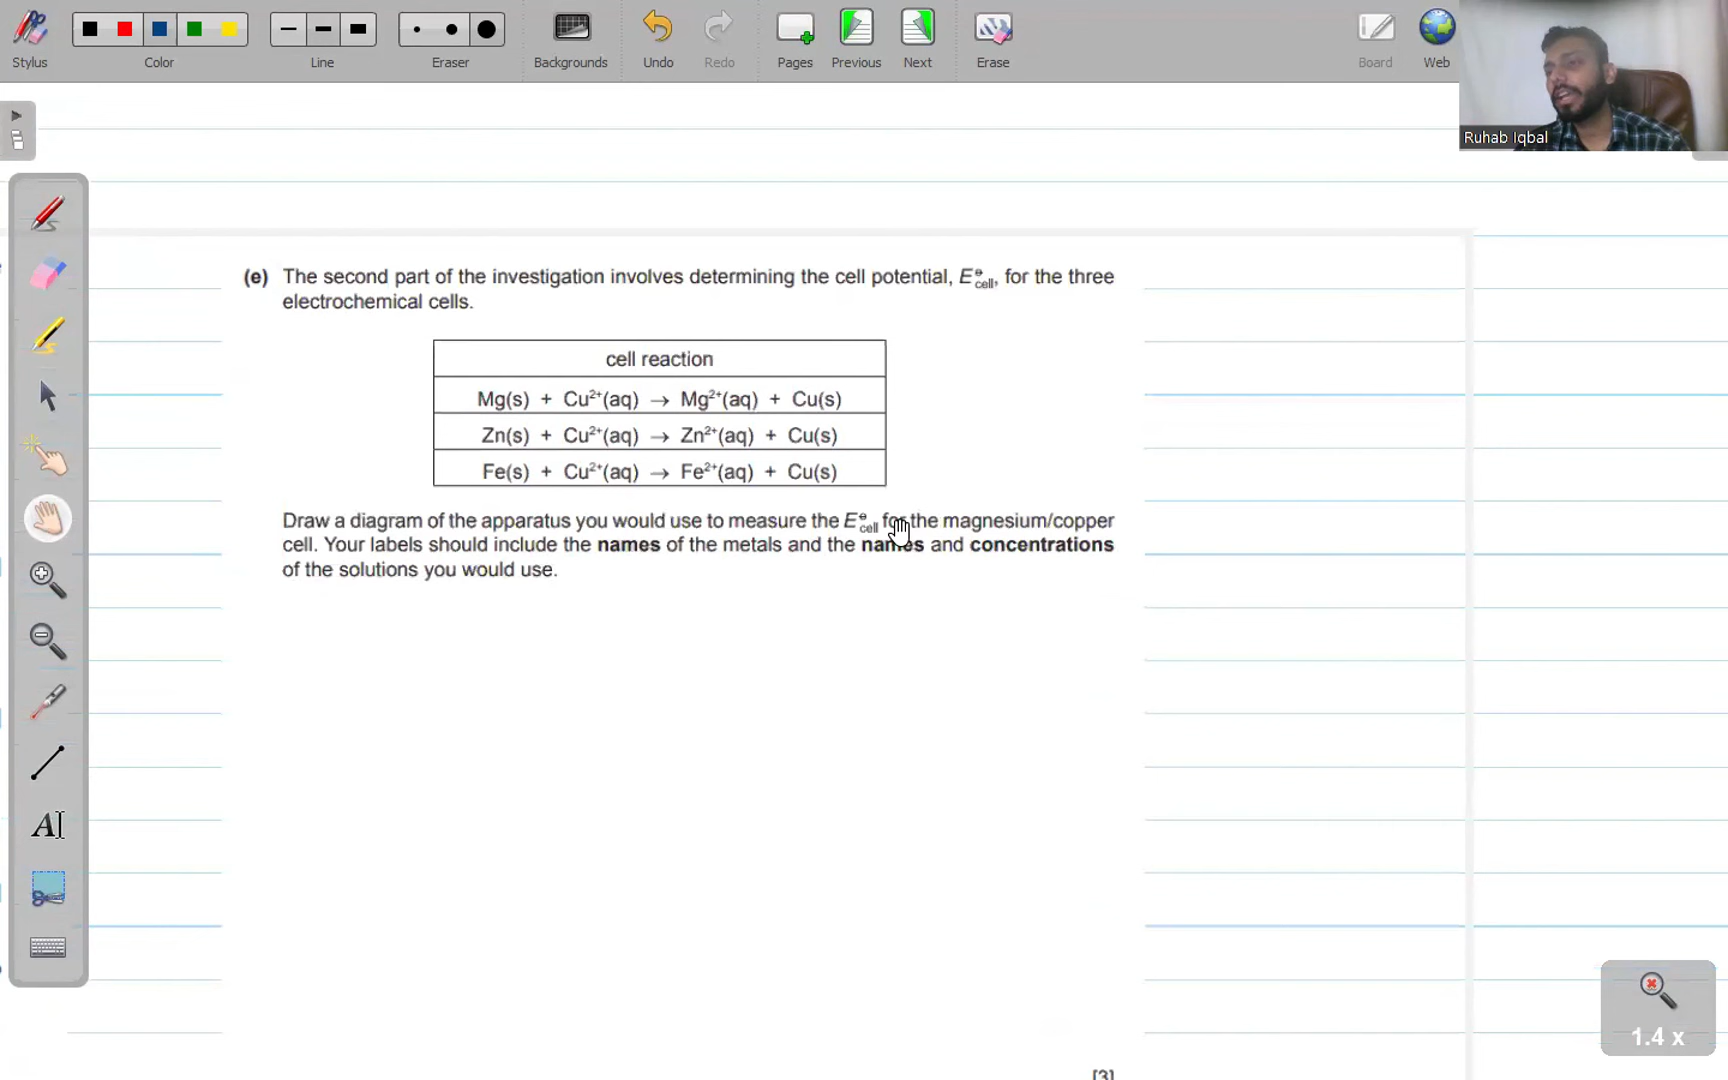 Stylus
Color
Line
Eraser
Backgrounds
Undo
Redo
Pages
Previous
Next
Erase
Board
Web
Ruhab Iqbal
(e) The second part of the investigation involves determining the cell potential, E⦵cell, for the three
electrochemical cells.
cell reaction
Mg(s) + Cu²⁺(aq) → Mg²⁺(aq) + Cu(s)
Zn(s) + Cu²⁺(aq) → Zn²⁺(aq) + Cu(s)
Fe(s) + Cu²⁺(aq) → Fe²⁺(aq) + Cu(s)
Draw a diagram of the apparatus you would use to measure the E⦵cell for the magnesium/copper
cell. Your labels should include the names of the metals and the names and concentrations
of the solutions you would use.
A
1.4 x
[3]